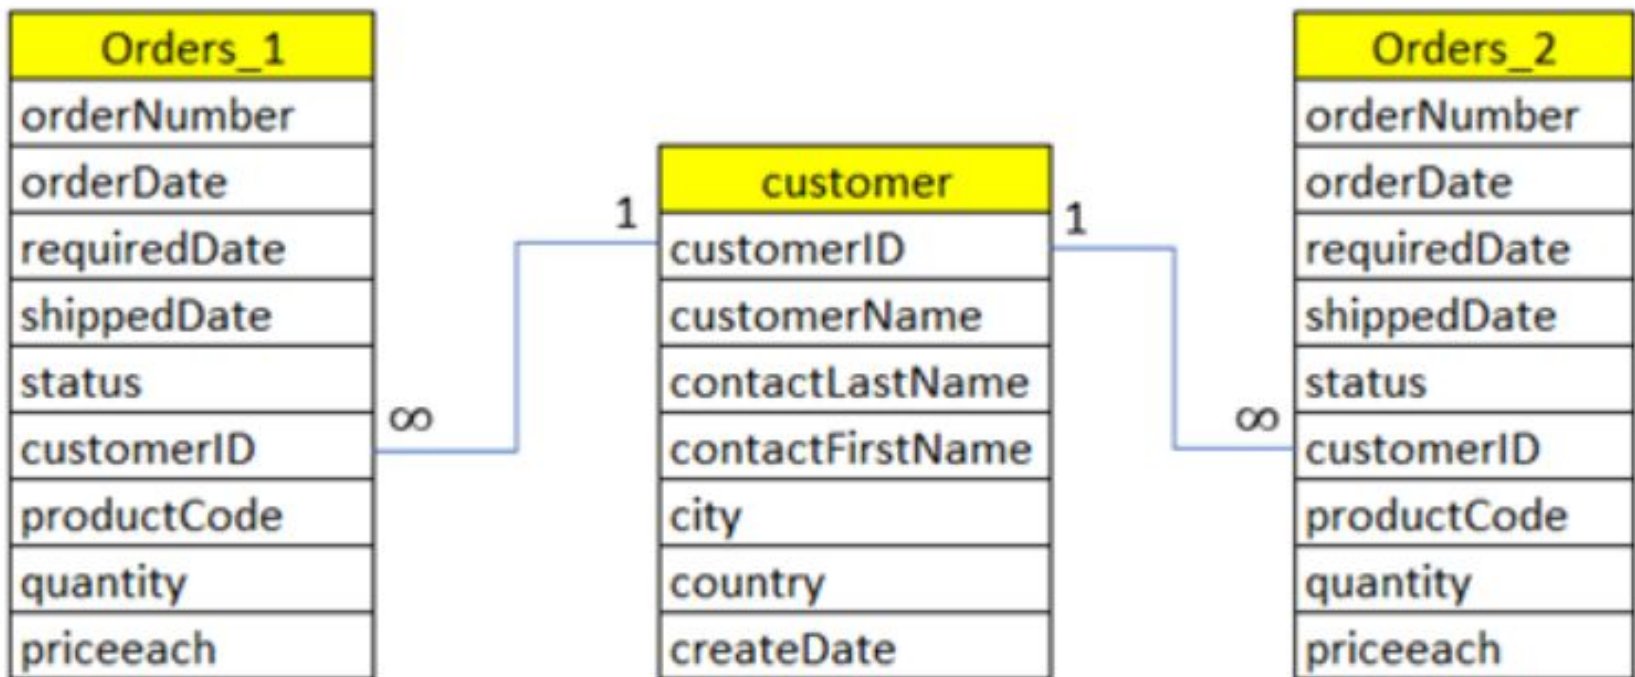 Orders_1
orderNumber
orderDate
requiredDate
shippedDate
status
customerID
productCode
quantity
priceeach
∞
1
customer
customerID
customerName
contactLastName
contactFirstName
city
country
createDate
1
∞
Orders_2
orderNumber
orderDate
requiredDate
shippedDate
status
customerID
productCode
quantity
priceeach